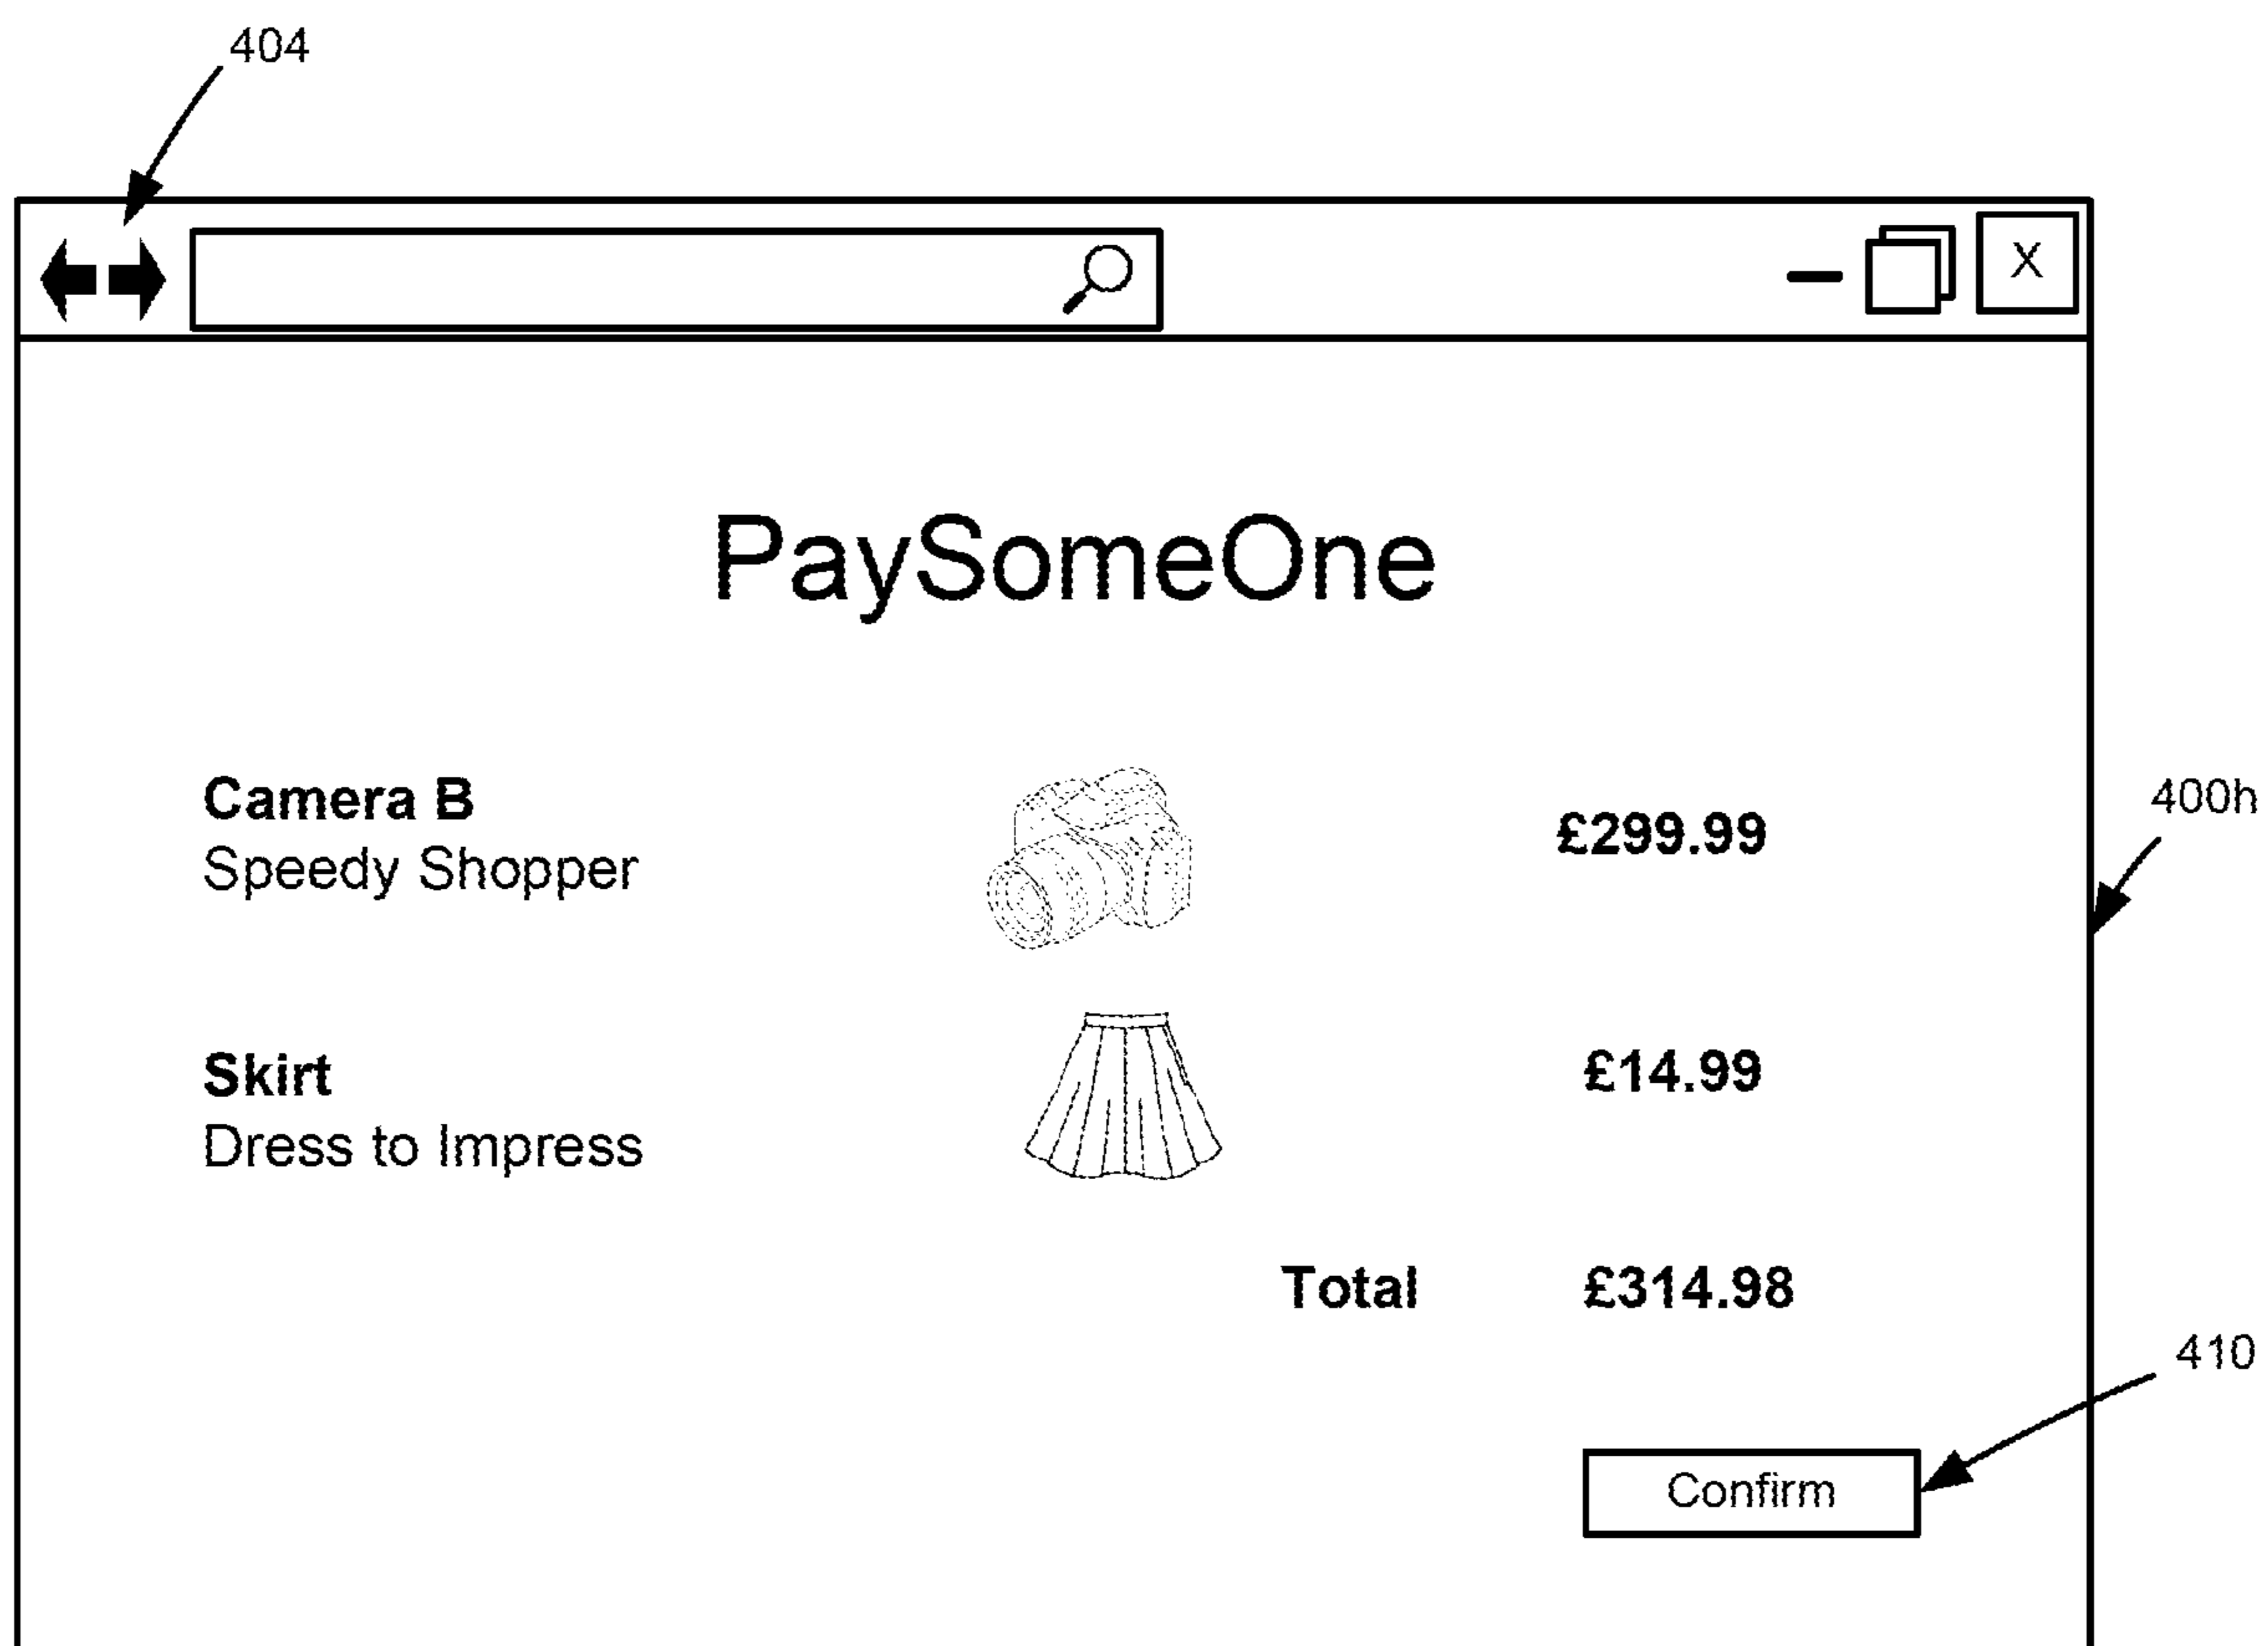 404
X
PaySomeOne
Camera B
Speedy Shopper
£299.99
400h
Skirt
Dress to Impress
£14.99
Total £314.98
410
Confirm